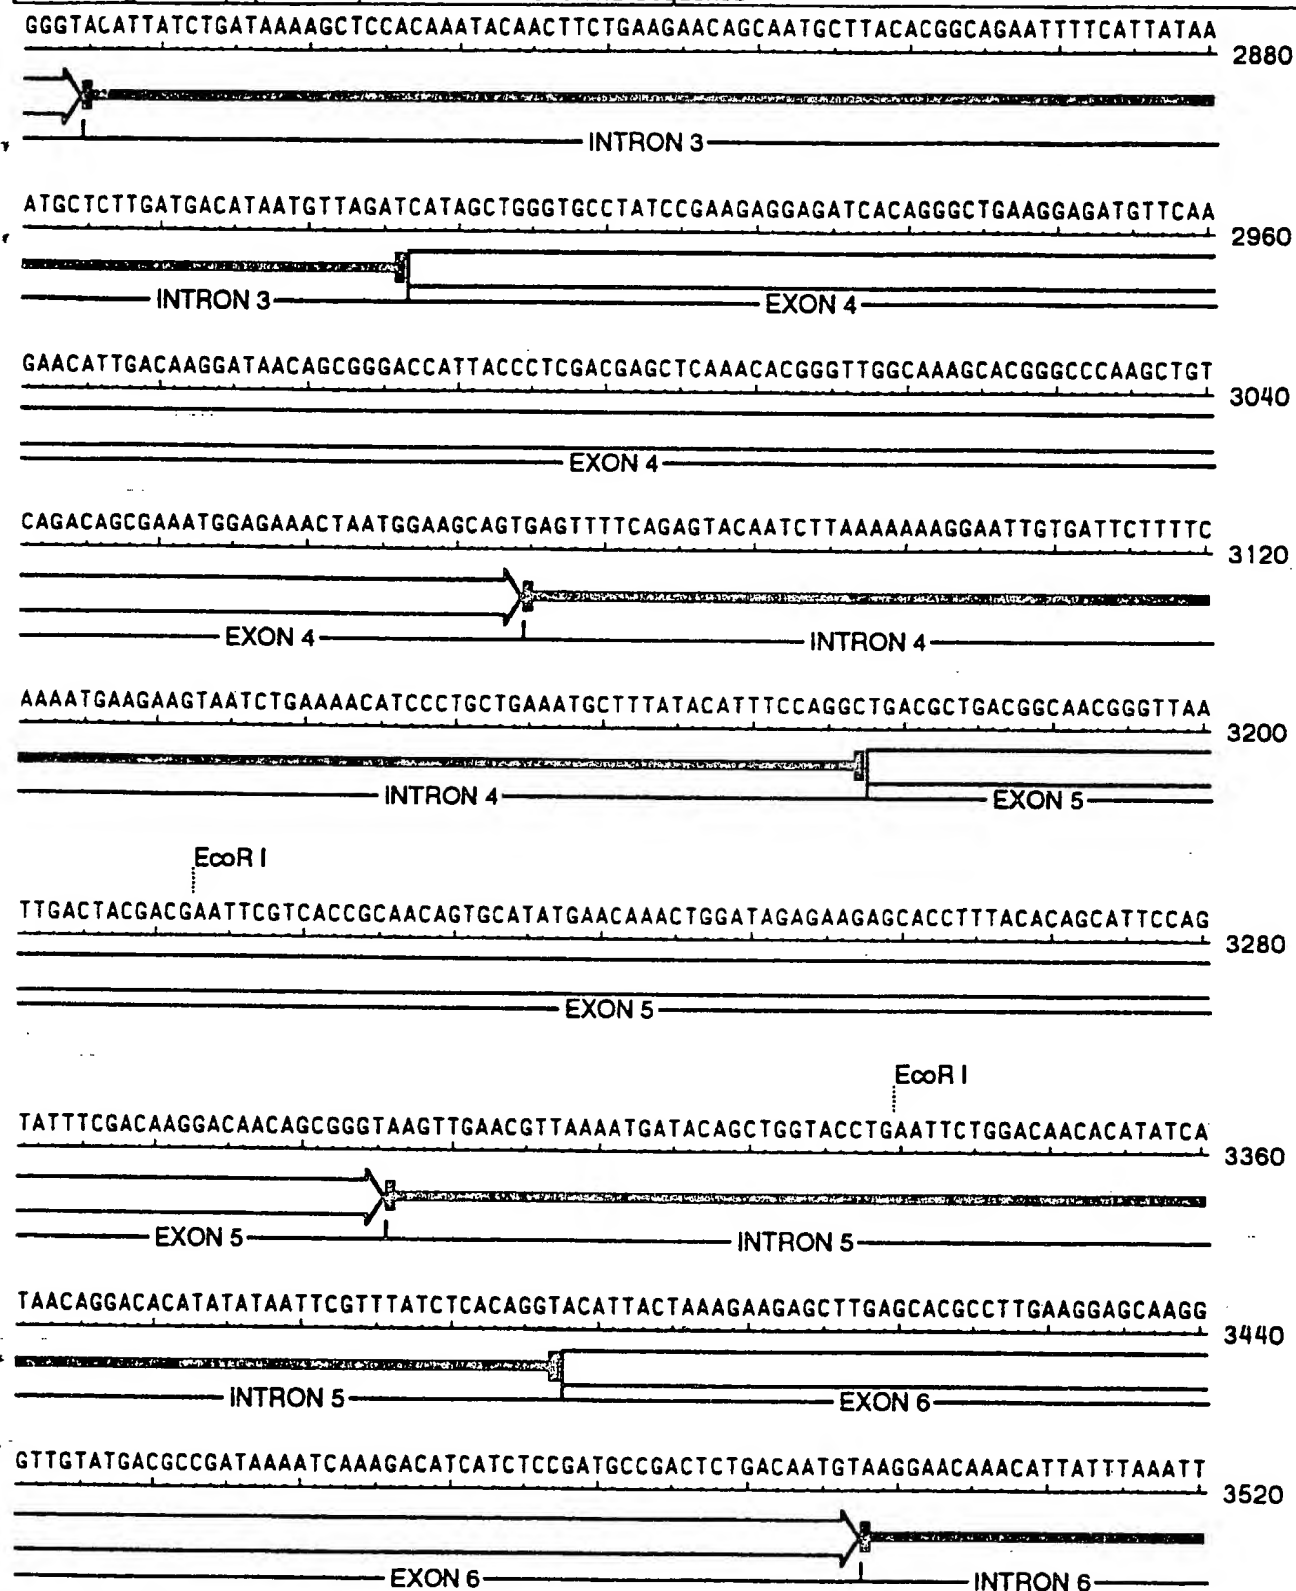 GGGTACATTATCTGATAAAAGCTCCACAAATACAACTTCTGAAGAACAGCAATGCTTACACGGCAGAATTTTCATTATAA
2880
INTRON 3
ATGCTCTTGATGACATAATGTTAGATCATAGCTGGGTGCCTATCCGAAGAGGAGATCACAGGGCTGAAGGAGATGTTCAA
2960
INTRON 3 EXON 4
GAACATTGACAAGGATAACAGCGGGACCATTACCCTCGACGAGCTCAAACACGGGTTGGCAAAGCACGGGCCCAAGCTGT
3040
EXON 4
CAGACAGCGAAATGGAGAAACTAATGGAAGCAGTGAGTTTTCAGAGTACAATCTTAAAAAAAGGAATTGTGATTCTTTTC
3120
EXON 4 INTRON 4
AAAATGAAGAAGTAATCTGAAAACATCCCTGCTGAAATGCTTTATACATTTCCAGGCTGACGCTGACGGCAACGGGTTAA
3200
INTRON 4 EXON 5
EcoR I
TTGACTACGACGAATTCGTCACCGCAACAGTGCATATGAACAAACTGGATAGAGAAGAGCACCTTTACACAGCATTCCAG
3280
EXON 5
EcoR I
TATTTCGACAAGGACAACAGCGGGTAAGTTGAACGTTAAAATGATACAGCTGGTACCTGAATTCTGGACAACACATATCA
3360
EXON 5 INTRON 5
TAACAGGACACATATATAATTCGTTTATCTCACAGGTACATTACTAAAGAAGAGCTTGAGCACGCCTTGAAGGAGCAAGG
3440
INTRON 5 EXON 6
GTTGTATGACGCCGATAAAATCAAAGACATCATCTCCGATGCCGACTCTGACAATGTAAGGAACAAACATTATTTAAATT
3520
EXON 6 INTRON 6